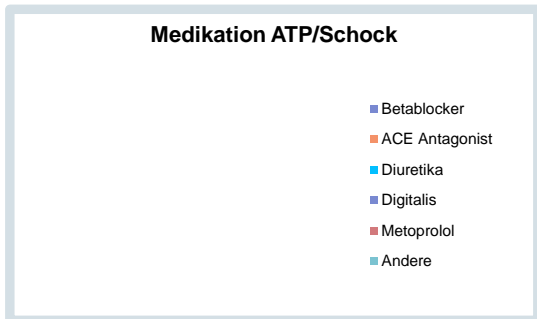 Medikation ATP/Schock
Betablocker
ACE Antagonist
Diuretika
Digitalis
Metoprolol
Andere